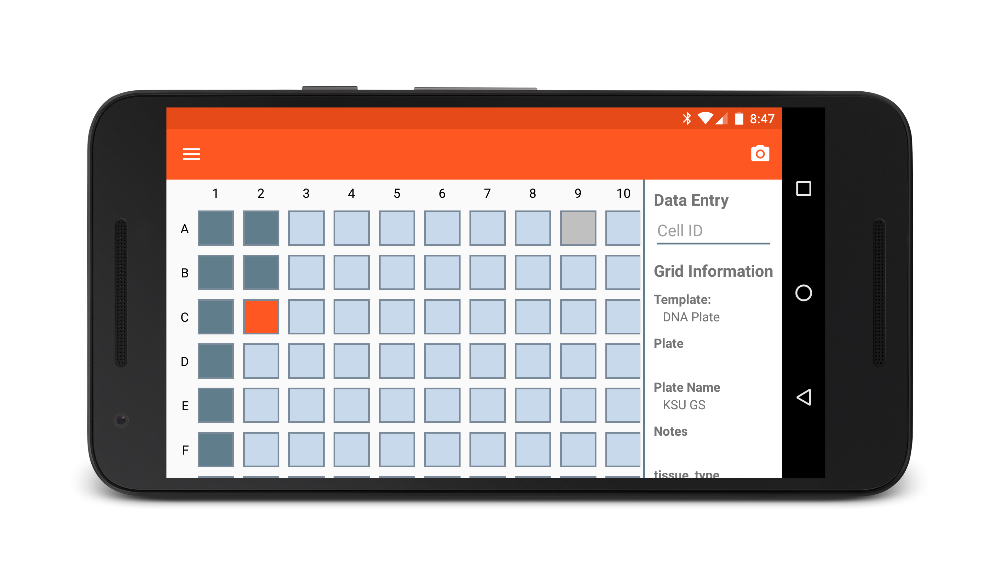 8:47
1 2 3 4 5 6 7 8 9 10
A
B
C
D
E
F
Data Entry
Cell ID
Grid Information
Template:
DNA Plate
Plate
Plate Name
KSU GS
Notes
tissue_type